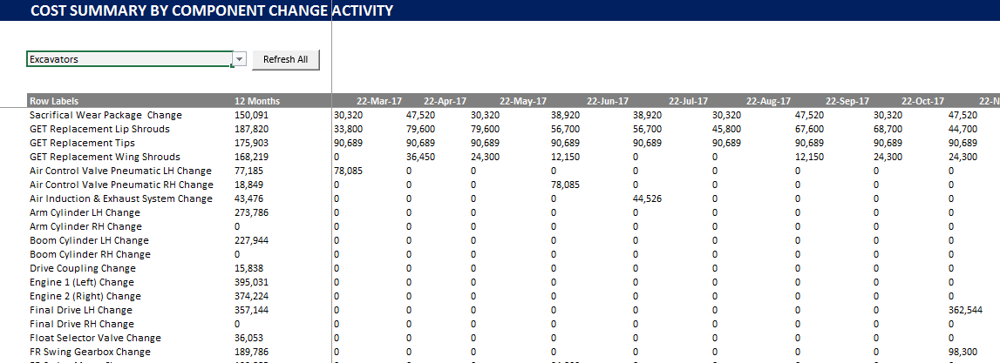 COST SUMMARY BY COMPONENT CHANGE ACTIVITY
Excavators
Refresh All
Row Labels 12 Months 22-Mar-17 22-Apr-17 22-May-17 22-Jun-17 22-Jul-17 22-Aug-17 22-Sep-17 22-Oct-17 22-N
Sacrifical Wear Package Change 150,091 30,320 47,520 30,320 38,920 38,920 30,320 47,520 30,320 47,520
GET Replacement Lip Shrouds 187,820 33,800 79,600 79,600 56,700 56,700 45,800 67,600 68,700 44,700
GET Replacement Tips 175,903 90,689 90,689 90,689 90,689 90,689 90,689 90,689 90,689 90,689
GET Replacement Wing Shrouds 168,219 0 36,450 24,300 12,150 0 0 12,150 24,300 24,300
Air Control Valve Pneumatic LH Change 77,185 78,085 0 0 0 0 0 0 0 0
Air Control Valve Pneumatic RH Change 18,849 0 0 0 78,085 0 0 0 0 0
Air Induction & Exhaust System Change 43,476 0 0 0 0 44,526 0 0 0 0
Arm Cylinder LH Change 273,786 0 0 0 0 0 0 0 0 0
Arm Cylinder RH Change 0 0 0 0 0 0 0 0 0 0
Boom Cylinder LH Change 227,944 0 0 0 0 0 0 0 0 0
Boom Cylinder RH Change 0 0 0 0 0 0 0 0 0 0
Drive Coupling Change 15,838 0 0 0 0 0 0 0 0 0
Engine 1 (Left) Change 395,031 0 0 0 0 0 0 0 0 0
Engine 2 (Right) Change 374,224 0 0 0 0 0 0 0 0 0
Final Drive LH Change 357,144 0 0 0 0 0 0 0 0 362,544
Final Drive RH Change 0 0 0 0 0 0 0 0 0 0
Float Selector Valve Change 36,053 0 0 0 0 0 0 0 0 0
FR Swing Gearbox Change 189,786 0 0 0 0 0 0 0 0 98,300